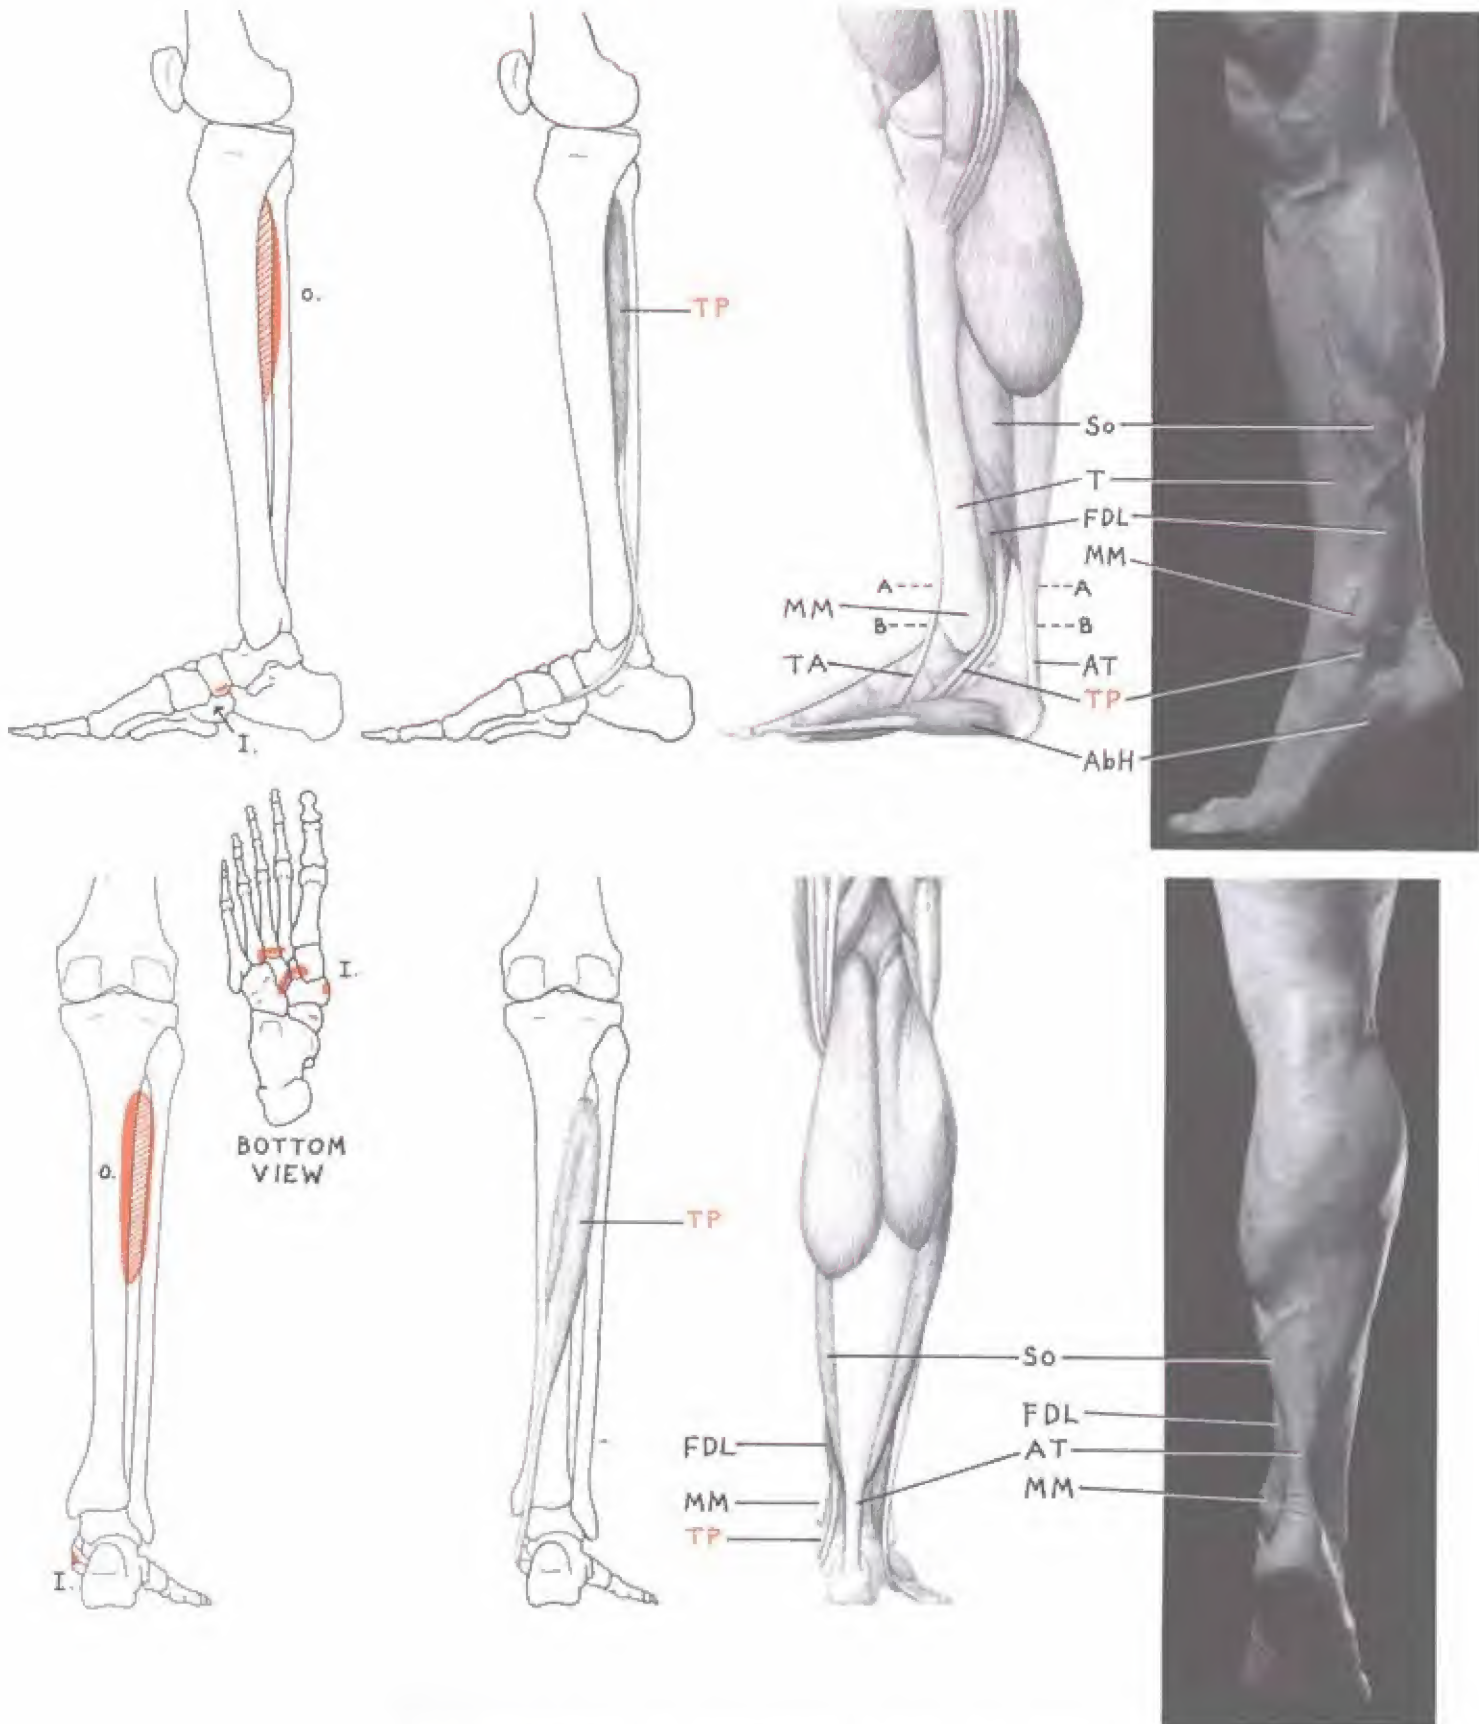 O.
TP
So
T
FDL
MM
A
A
MM
B
B
TA
AT
TP
AbH
I.
I.
BOTTOM
VIEW
O.
TP
So
FDL
FDL
AT
MM
MM
TP
I.